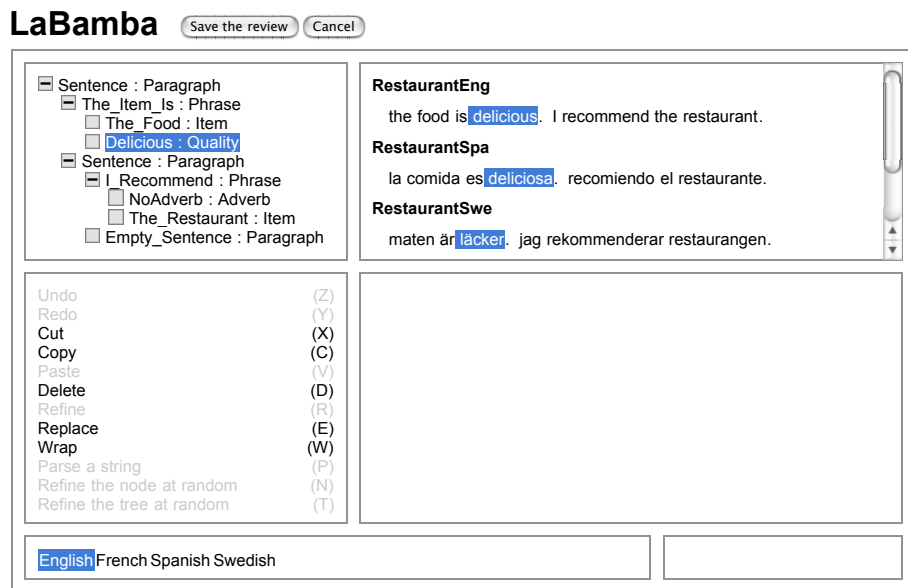 LaBamba Save the review Cancel
Sentence : Paragraph
The_Item_Is : Phrase
The_Food : Item
Delicious : Quality
Sentence : Paragraph
I_Recommend : Phrase
NoAdverb : Adverb
The_Restaurant : Item
Empty_Sentence : Paragraph
RestaurantEng
the food is delicious. I recommend the restaurant.
RestaurantSpa
la comida es deliciosa. recomiendo el restaurante.
RestaurantSwe
maten är läcker. jag rekommenderar restaurangen.
Undo (Z)
Redo (Y)
Cut (X)
Copy (C)
Paste (V)
Delete (D)
Refine (R)
Replace (E)
Wrap (W)
Parse a string (P)
Refine the node at random (N)
Refine the tree at random (T)
English French Spanish Swedish